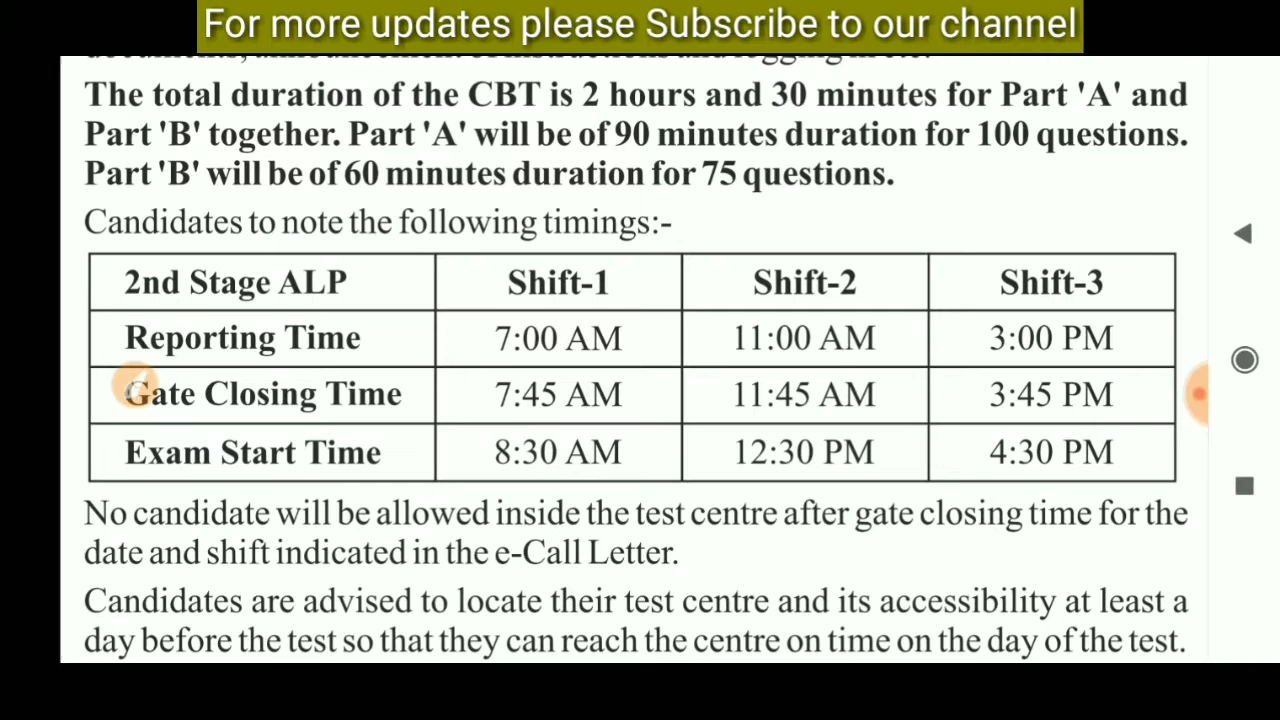 For more updates please Subscribe to our channel
The total duration of the CBT is 2 hours and 30 minutes for Part 'A' and
Part 'B' together. Part 'A' will be of 90 minutes duration for 100 questions.
Part 'B' will be of 60 minutes duration for 75 questions.
Candidates to note the following timings:-
2nd Stage ALP Shift-1 Shift-2 Shift-3
Reporting Time 7:00 AM 11:00 AM 3:00 PM
Gate Closing Time 7:45 AM 11:45 AM 3:45 PM
Exam Start Time 8:30 AM 12:30 PM 4:30 PM
No candidate will be allowed inside the test centre after gate closing time for the
date and shift indicated in the e-Call Letter.
Candidates are advised to locate their test centre and its accessibility at least a
day before the test so that they can reach the centre on time on the day of the test.